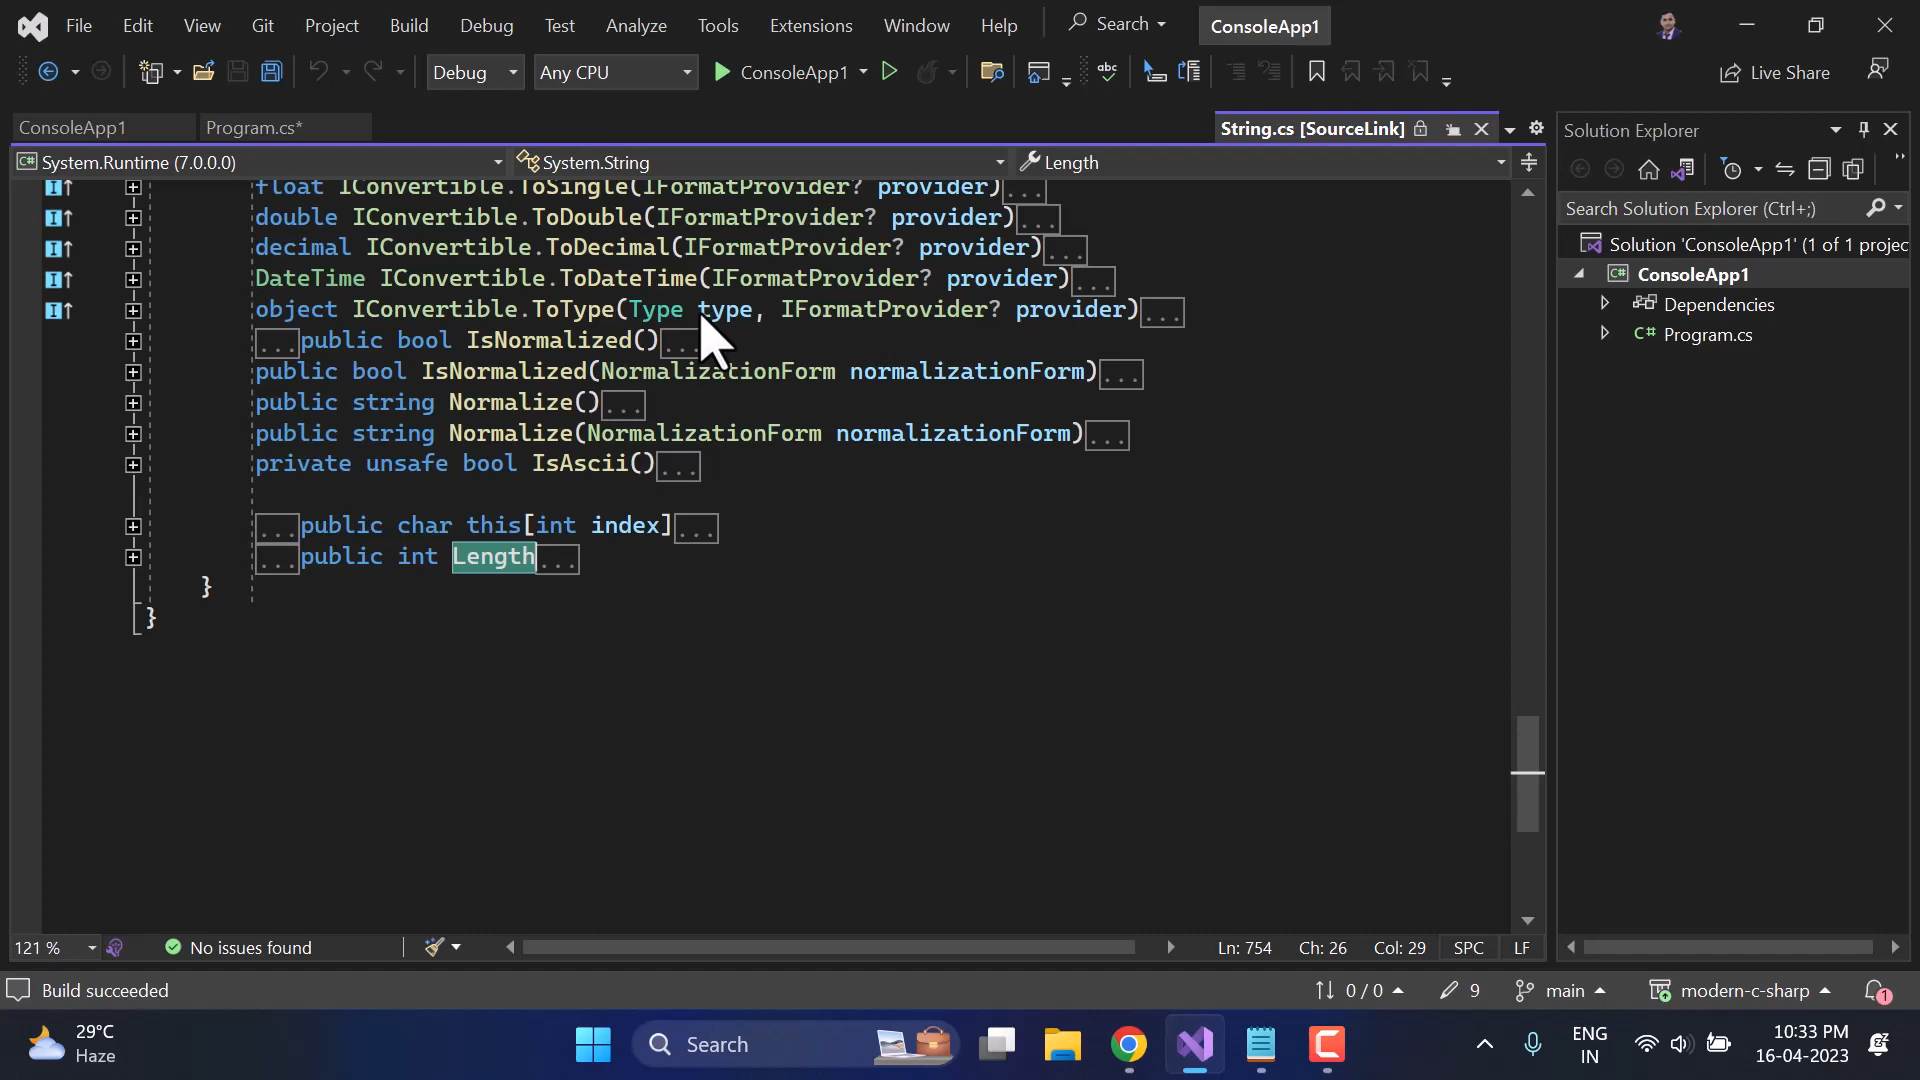 File Edit View Git Project Build Debug Test Analyze Tools Extensions Window Help Search ConsoleApp1
Debug Any CPU ConsoleApp1 Live Share
ConsoleApp1 Program.cs* String.cs [SourceLink]
System.Runtime (7.0.0.0) System.String Length
float IConvertible.ToSingle(IFormatProvider? provider)...
double IConvertible.ToDouble(IFormatProvider? provider)...
decimal IConvertible.ToDecimal(IFormatProvider? provider)...
DateTime IConvertible.ToDateTime(IFormatProvider? provider)...
object IConvertible.ToType(Type type, IFormatProvider? provider)...
...public bool IsNormalized()...
public bool IsNormalized(NormalizationForm normalizationForm)...
public string Normalize()...
public string Normalize(NormalizationForm normalizationForm)...
private unsafe bool IsAscii()...
...public char this[int index]...
...public int Length...
}
}
121 % No issues found Ln: 754 Ch: 26 Col: 29 SPC LF
Solution Explorer
Search Solution Explorer (Ctrl+;)
Solution 'ConsoleApp1' (1 of 1 projec
ConsoleApp1
Dependencies
C# Program.cs
Build succeeded 0 / 0 9 main modern-c-sharp 1
29°C
Haze
Search
ENG
IN
10:33 PM
16-04-2023